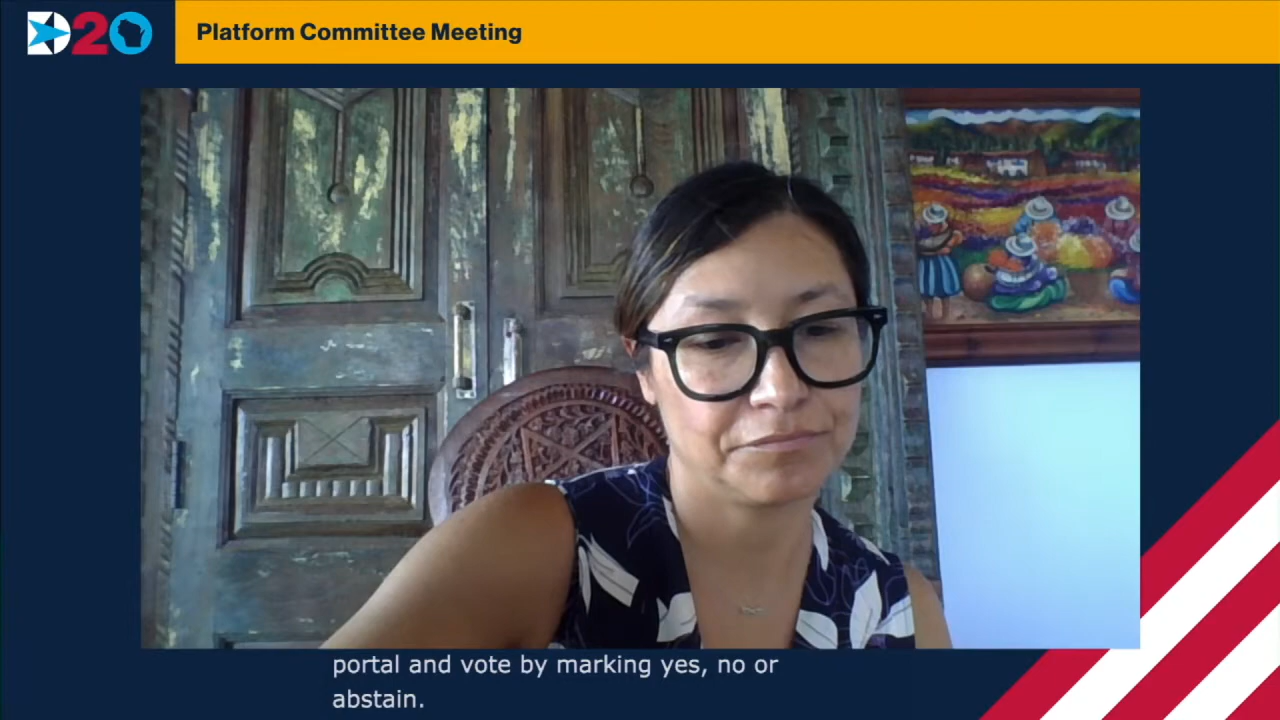 D20
Platform Committee Meeting
portal and vote by marking yes, no or
abstain.